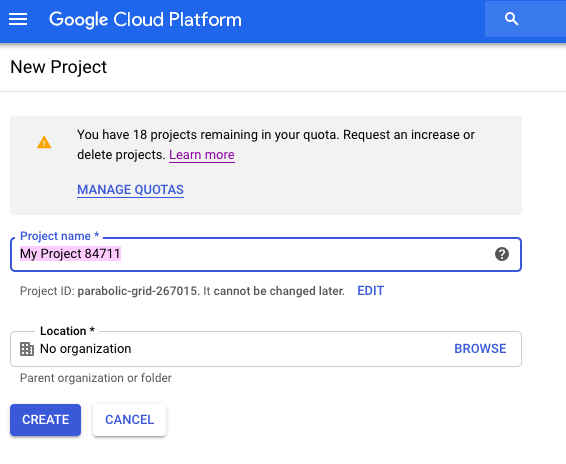 Google Cloud Platform
New Project
You have 18 projects remaining in your quota. Request an increase or
delete projects. Learn more
MANAGE QUOTAS
Project name *
My Project 84711
Project ID: parabolic-grid-267015. It cannot be changed later. EDIT
Location *
No organization BROWSE
Parent organization or folder
CREATE CANCEL